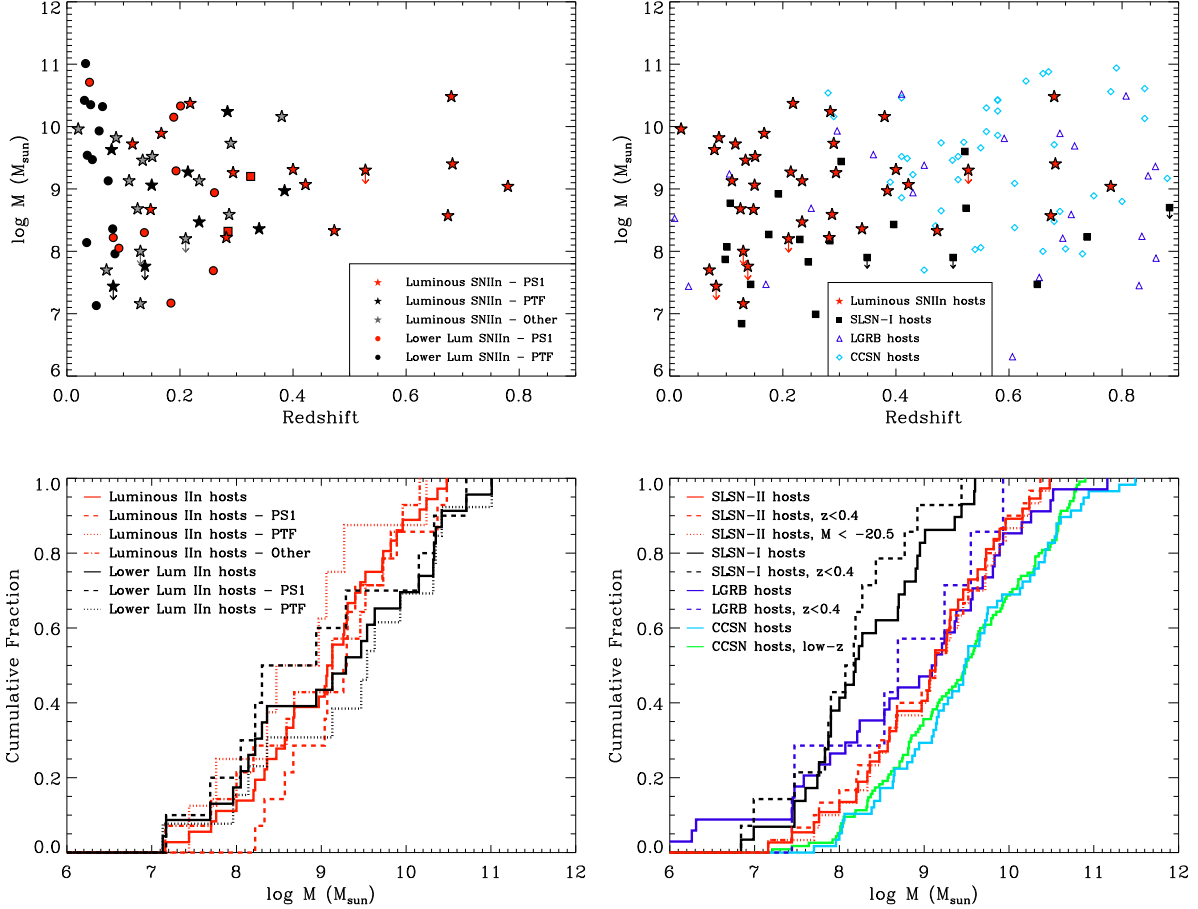 12
11
10
9
8
7
6
log M (Msun)
0.0 0.2 0.4 0.6 0.8
Redshift
Luminous SNIIn - PS1
Luminous SNIIn - PTF
Luminous SNIIn - Other
Lower Lum SNIIn - PS1
Lower Lum SNIIn - PTF
12
11
10
9
8
7
6
log M (Msun)
0.0 0.2 0.4 0.6 0.8
Redshift
Luminous SNIIn hosts
SLSN-I hosts
LGRB hosts
CCSN hosts
1.0
0.8
0.6
0.4
0.2
0.0
Cumulative Fraction
6 7 8 9 10 11 12
log M (Msun)
Luminous IIn hosts
Luminous IIn hosts - PS1
Luminous IIn hosts - PTF
Luminous IIn hosts - Other
Lower Lum IIn hosts
Lower Lum IIn hosts - PS1
Lower Lum IIn hosts - PTF
1.0
0.8
0.6
0.4
0.2
0.0
Cumulative Fraction
6 7 8 9 10 11 12
log M (Msun)
SLSN-II hosts
SLSN-II hosts, z<0.4
SLSN-II hosts, M < -20.5
SLSN-I hosts
SLSN-I hosts, z<0.4
LGRB hosts
LGRB hosts, z<0.4
CCSN hosts
CCSN hosts, low-z